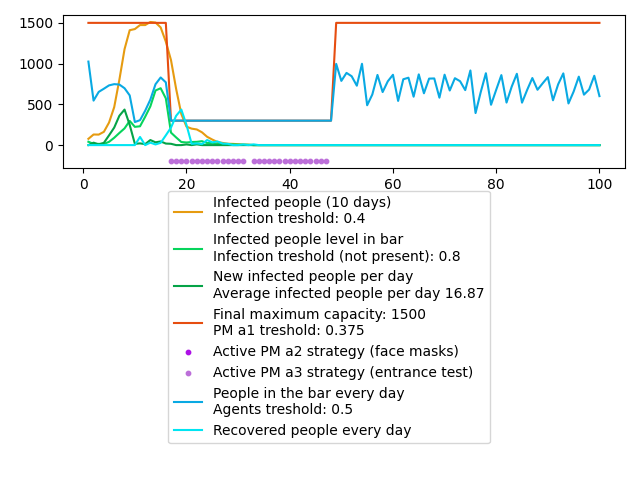 1500
1000
500
0
0 20 40 60 80 100
Infected people (10 days)
Infection treshold: 0.4
Infected people level in bar
Infection treshold (not present): 0.8
New infected people per day
Average infected people per day 16.87
Final maximum capacity: 1500
PM a1 treshold: 0.375
Active PM a2 strategy (face masks)
Active PM a3 strategy (entrance test)
People in the bar every day
Agents treshold: 0.5
Recovered people every day